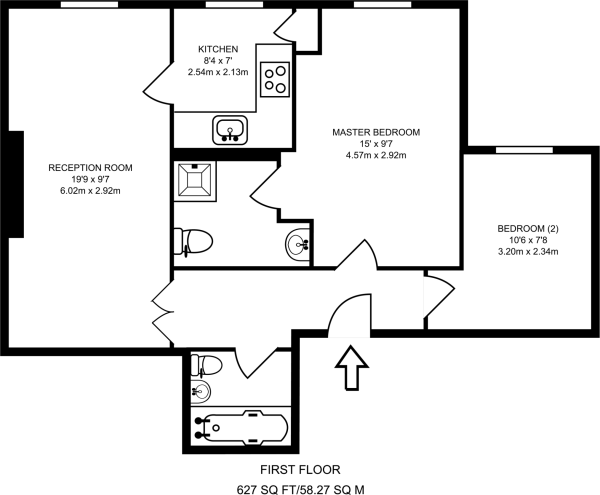 KITCHEN
8'4 x 7'
2.54m x 2.13m
MASTER BEDROOM
15' x 9'7
4.57m x 2.92m
RECEPTION ROOM
19'9 x 9'7
6.02m x 2.92m
BEDROOM (2)
10'6 x 7'8
3.20m x 2.34m
FIRST FLOOR
627 SQ FT/58.27 SQ M